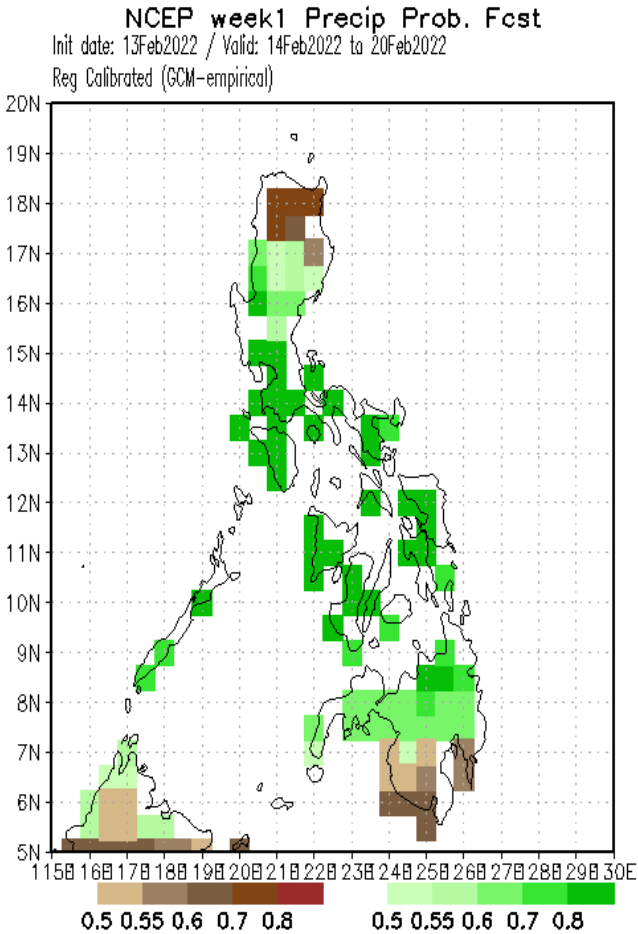 NCEP week1 Precip Prob. Fcst
Init date: 13Feb2022 / Valid: 14Feb2022 to 20Feb2022
Reg Calibrated (GCM-empirical)
20N
19N
18N
17N
16N
15N
14N
13N
12N
11N
10N
9N
8N
7N
6N
5N
115E 116E 117E 118E 119E 120E 121E 122E 123E 124E 125E 126E 127E 128E 129E 130E
0.5 0.55 0.6 0.7 0.8 0.5 0.55 0.6 0.7 0.8